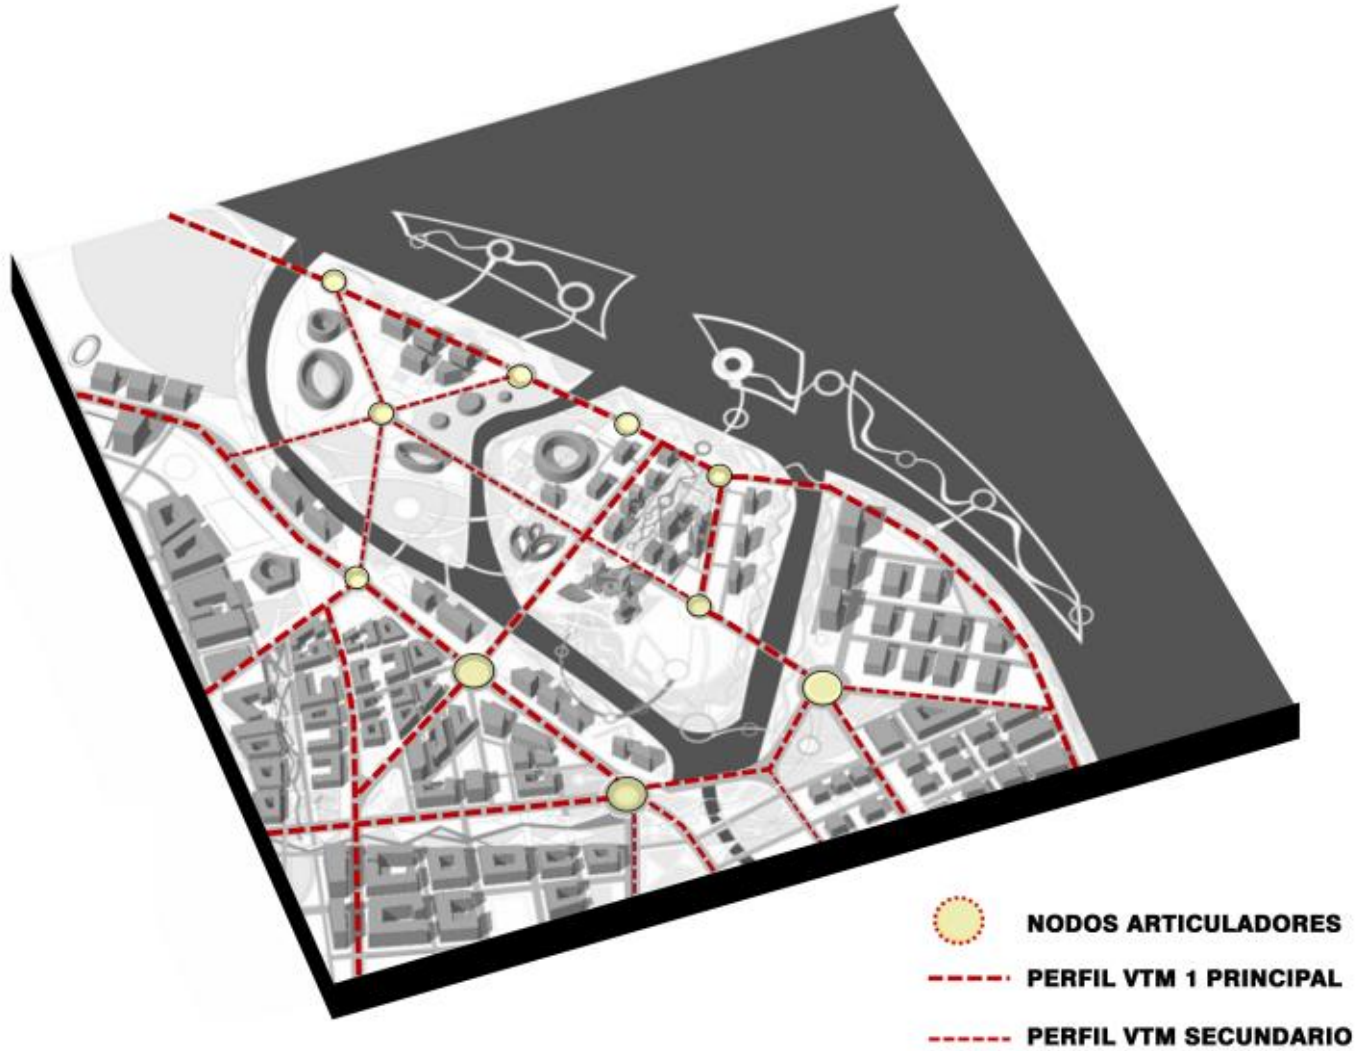 NODOS ARTICULADORES
PERFIL VTM 1 PRINCIPAL
PERFIL VTM SECUNDARIO